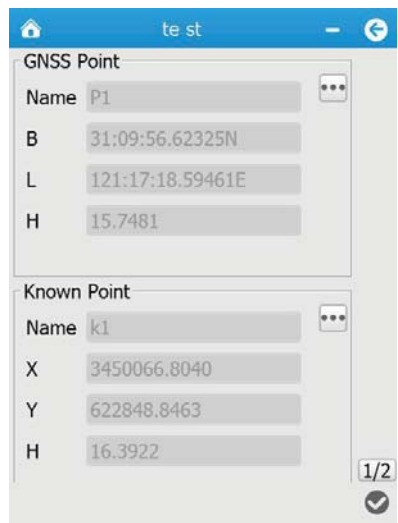 te st
GNSS Point
Name P1
B 31:09:56.62325N
L 121:17:18.59461E
H 15.7481
Known Point
Name k1
X 3450066.8040
Y 622848.8463
H 16.3922
1/2